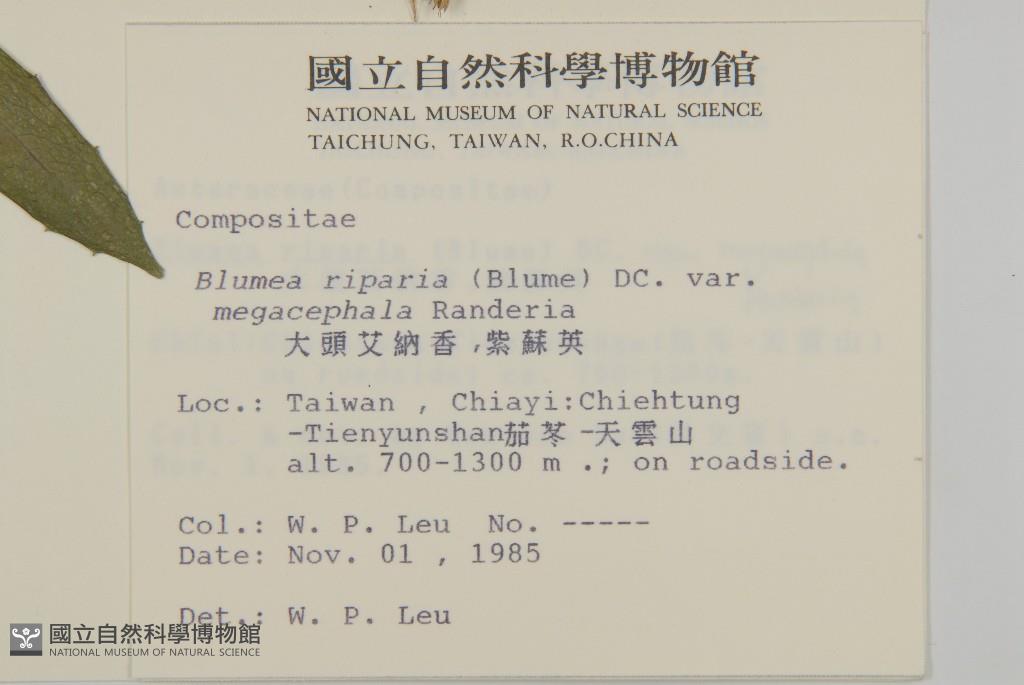 國立自然科學博物館
NATIONAL MUSEUM OF NATURAL SCIENCE
TAICHUNG, TAIWAN, R.O.CHINA
Compositae
Blumea riparia (Blume) DC. var.
megacephala Randeria
大頭艾納香,紫蘇英
Loc.: Taiwan , Chiayi:Chiehtung
-Tienyunshan茄苳-天雲山
alt. 700-1300 m .; on roadside.
Col.: W. P. Leu No. -----
Date: Nov. 01 , 1985
Det.: W. P. Leu
國立自然科學博物館
NATIONAL MUSEUM OF NATURAL SCIENCE